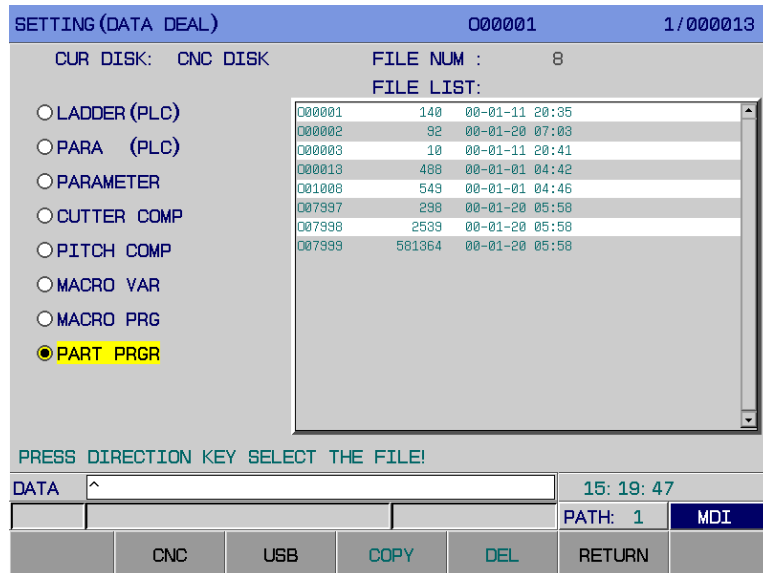 SETTING(DATA DEAL) O00001 1/000013
CUR DISK: CNC DISK FILE NUM : 8
FILE LIST:
LADDER(PLC)
PARA (PLC)
PARAMETER
CUTTER COMP
PITCH COMP
MACRO VAR
MACRO PRG
PART PRGR
O00001 140 00-01-11 20:35
O00002 92 00-01-20 07:03
O00003 10 00-01-11 20:41
O00013 488 00-01-01 04:42
O01008 549 00-01-01 04:46
O07997 298 00-01-20 05:58
O07998 2539 00-01-20 05:58
O07999 581364 00-01-20 05:58
PRESS DIRECTION KEY SELECT THE FILE!
DATA ^ 15:19:47
PATH: 1 MDI
CNC USB COPY DEL RETURN